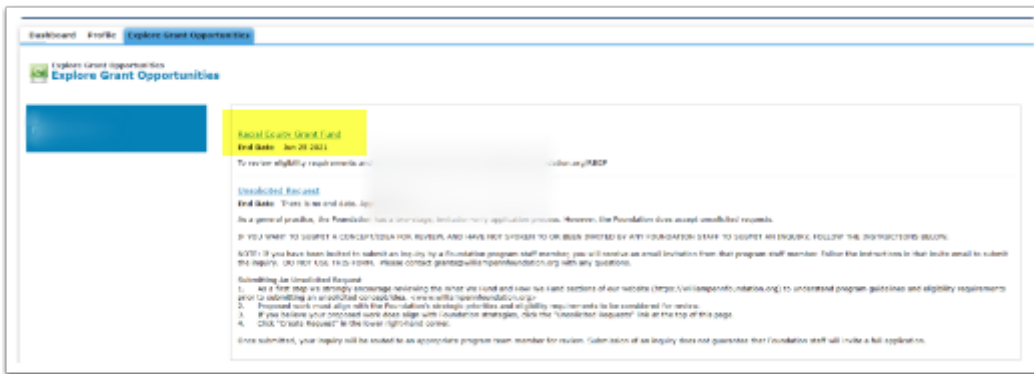 Dashboard Profile Explore Grant Opportunities
Explore Grant Opportunities
Explore Grant Opportunities
Racial Equity Grant Fund
End Date Jun 28 2021
To review eligibility requirements and
Unsolicited Request
End Date There is no end date.
As a general practice, the Foundation has a application process. However, the Foundation does accept unsolicited requests.
IF YOU WANT TO SUBMIT A CONCEPT/IDEA FOR REVIEW, AND HAVE NOT SPOKEN TO OR BEEN INVITED BY ANY FOUNDATION STAFF TO SUBMIT AN INQUIRY, FOLLOW THE INSTRUCTIONS BELOW.
NOTE: If you have been invited to submit an inquiry by a Foundation program staff member, you will receive an email invitation from that program staff member. Follow the instructions in that invite email to submit
the inquiry. DO NOT USE THIS FORM. Please contact grants@williampennfoundation.org with any questions.
Submitting An Unsolicited Request
1. As a first step we strongly encourage reviewing the What We Fund and How We Fund sections of our website (https://williampennfoundation.org) to understand program guidelines and eligibility requirements
prior to submitting an unsolicited concept/idea. <www.williampennfoundation.org>
2. Proposed work must align with the Foundation's strategic priorities and eligibility requirements to be considered for review.
3. If you believe your proposed work does align with Foundation strategies, click the "Unsolicited Requests" link at the top of this page.
4. Click "Create Request" in the lower right-hand corner.
Once submitted, your inquiry will be routed to an appropriate program team member for review. Submission of an inquiry does not guarantee that Foundation staff will invite a full application.